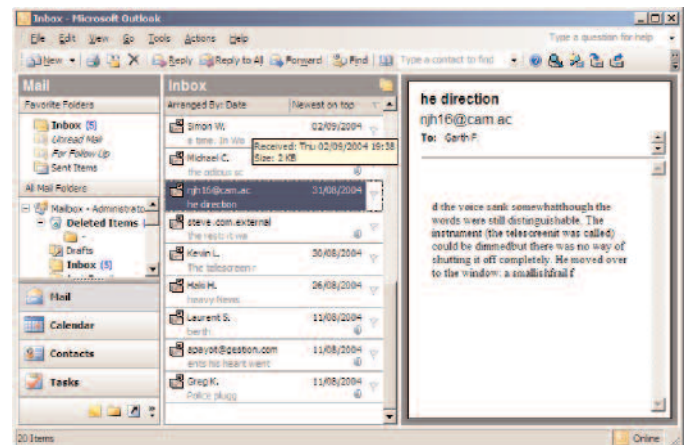 Inbox - Microsoft Outlook
File Edit View Go Tools Actions Help
Type a question for help
New Reply Reply to All Forward Find Type a contact to find
Mail
Favorite Folders
Inbox (5)
Unread Mail
For Follow Up
Sent Items
All Mail Folders
Mailbox - Administrato
Deleted Items
Drafts
Inbox (5)
Mail
Calendar
Contacts
Tasks
20 Items
Inbox
Arranged By: Date Newest on top
Simon W. 02/09/2004
a time. In Wa
Received: Thu 02/09/2004 19:38
Size: 2 KB
Michael C.
the odious sc
njh16@cam.ac 31/08/2004
he direction
steve.com.external
the rest: it wa
Kevin L. 30/08/2004
The telescreen r
26/08/2004
heavy News
Laurent S. 11/08/2004
berth.
apayot@gestion.com 11/08/2004
ents his heart went
Greg K. 11/08/2004
Police plugg
he direction
njh16@cam.ac
To: Garth F
d the voice sank somewhatthough the
words were still distinguishable. The
instrument (the telescreenit was called)
could be dimmedbut there was no way of
shutting it off completely. He moved over
to the window: a smallishfrail f
Online